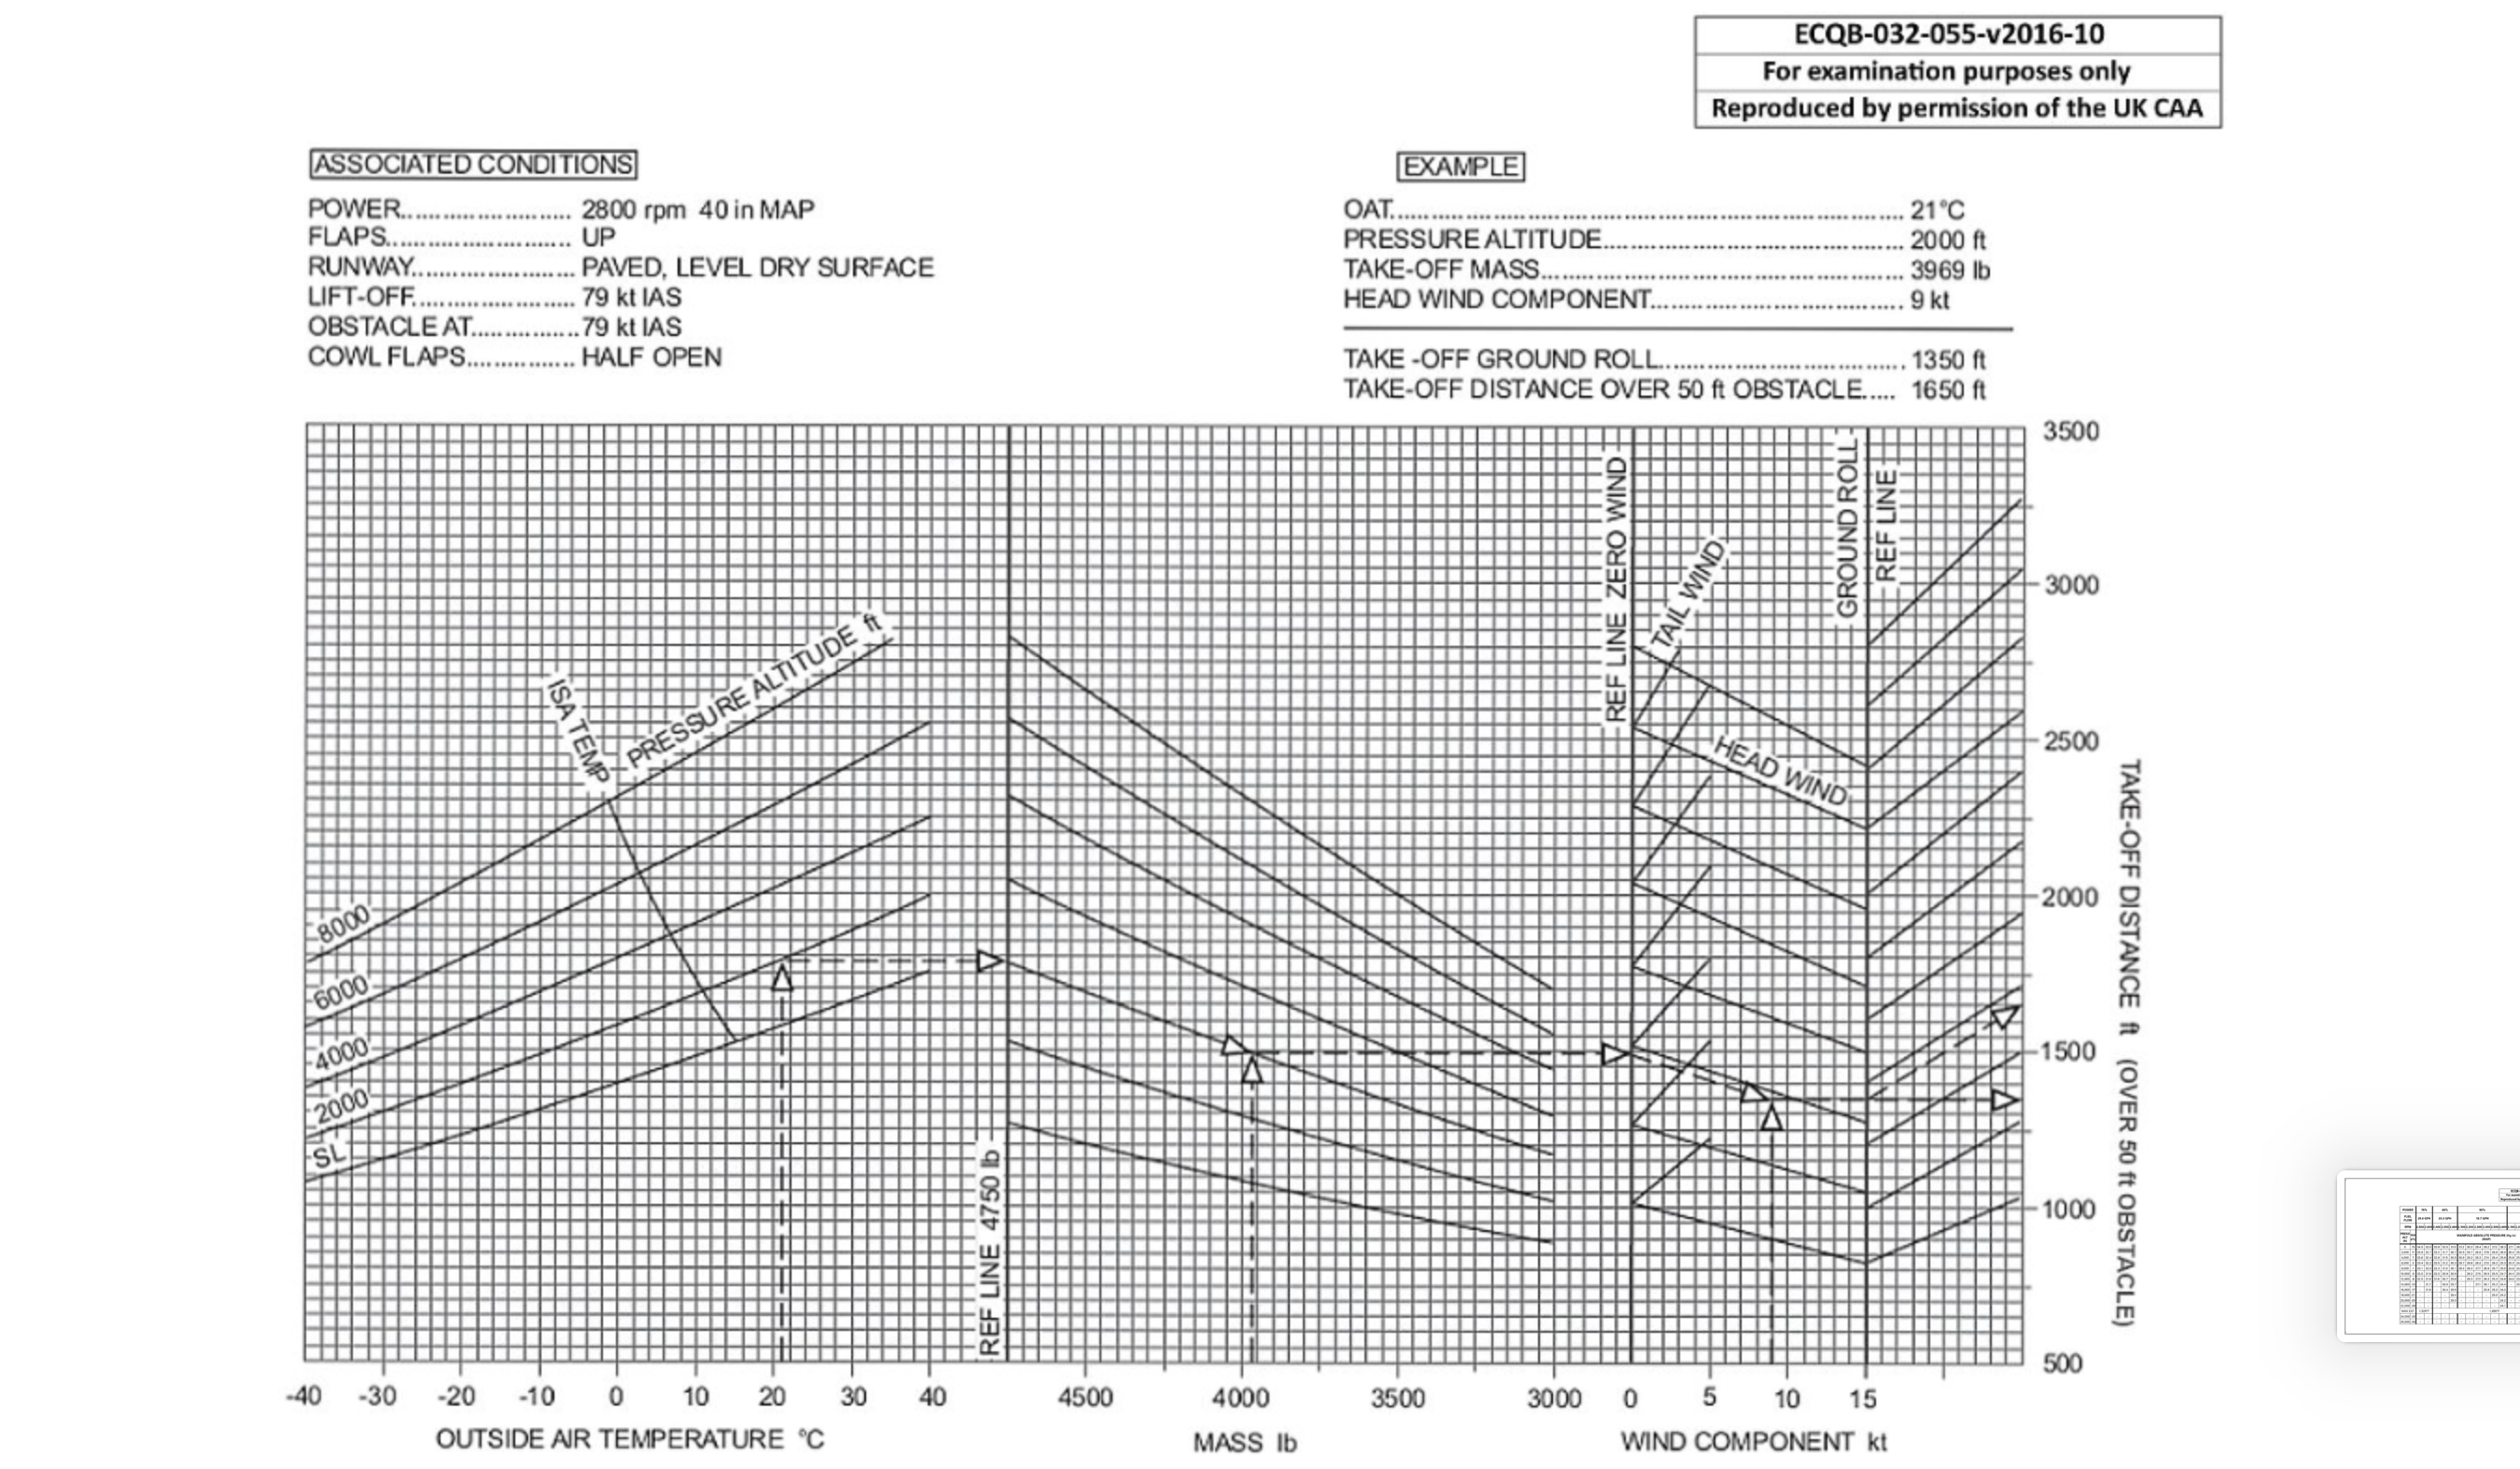 ECQB-032-055-v2016-10
For examination purposes only
Reproduced by permission of the UK CAA
ASSOCIATED CONDITIONS
POWER........................ 2800 rpm 40 in MAP
FLAPS........................... UP
RUNWAY....................... PAVED, LEVEL DRY SURFACE
LIFT-OFF....................... 79 kt IAS
OBSTACLE AT................79 kt IAS
COWL FLAPS................ HALF OPEN
EXAMPLE
OAT............................................................................ 21°C
PRESSURE ALTITUDE............................................. 2000 ft
TAKE-OFF MASS...................................................... 3969 lb
HEAD WIND COMPONENT..................................... 9 kt
TAKE -OFF GROUND ROLL.................................... 1350 ft
TAKE-OFF DISTANCE OVER 50 ft OBSTACLE..... 1650 ft
ISA TEMP
PRESSURE ALTITUDE ft
8000
6000
4000
2000
SL
REF LINE 4750 lb
REF LINE ZERO WIND
TAIL WIND
HEAD WIND
GROUND ROLL
REF LINE
3500
3000
2500
2000
1500
1000
500
TAKE-OFF DISTANCE ft (OVER 50 ft OBSTACLE)
-40 -30 -20 -10 0 10 20 30 40 4500 4000 3500 3000 0 5 10 15
OUTSIDE AIR TEMPERATURE °C MASS lb WIND COMPONENT kt